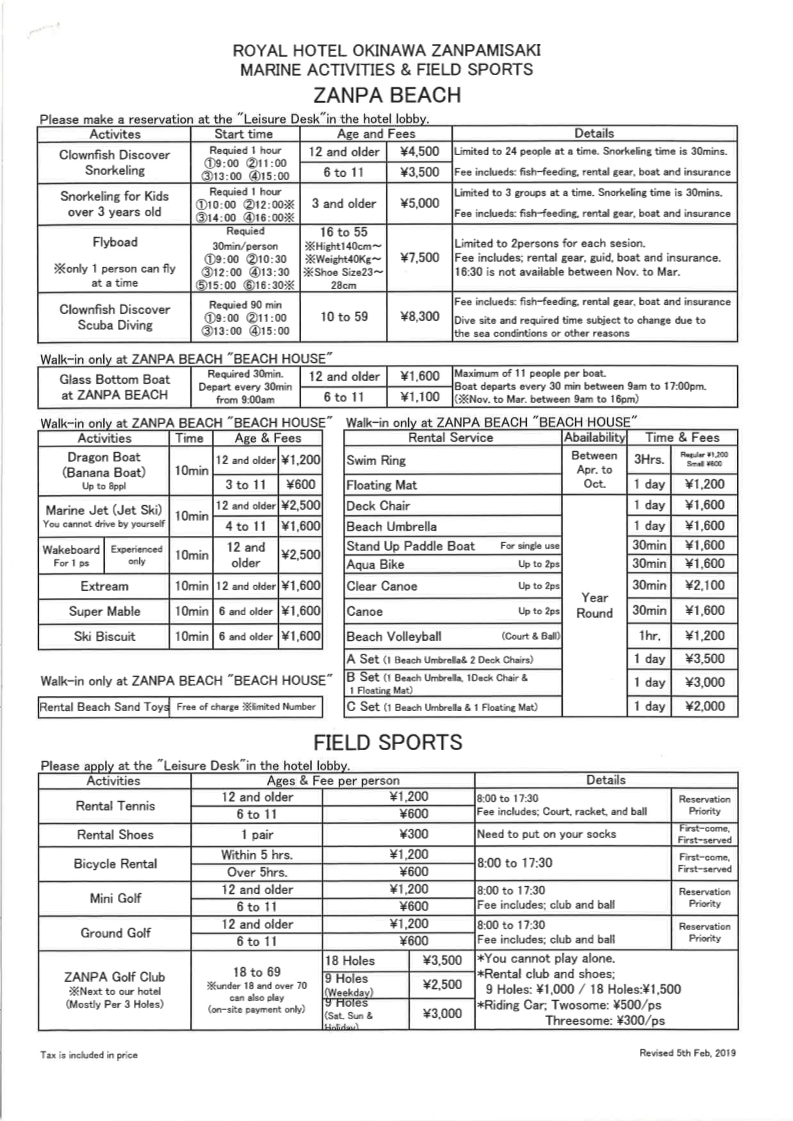 ROYAL HOTEL OKINAWA ZANPAMISAKI
MARINE ACTIVITIES & FIELD SPORTS
ZANPA BEACH
Please make a reservation at the "Leisure Desk"in the hotel lobby.
Activites Start time Age and Fees Details
Clownfish Discover Snorkeling
Requied 1 hour
①9:00 ②11:00
③13:00 ④15:00
12 and older ¥4,500
6 to 11 ¥3,500
Limited to 24 people at a time. Snorkeling time is 30mins.
Fee inclueds: fish-feeding, rental gear, boat and insurance
Snorkeling for Kids
over 3 years old
Requied 1 hour
①10:00 ②12:00※
③14:00 ④16:00※
3 and older ¥5,000
Limited to 3 groups at a time. Snorkeling time is 30mins.
Fee inclueds: fish-feeding, rental gear, boat and insurance
Flyboad
※only 1 person can fly
at a time
Requied
30min/person
①9:00 ②10:30
③12:00 ④13:30
⑤15:00 ⑥16:30※
16 to 55
※Hight140cm~
※Weight40Kg~
※Shoe Size23~
28cm
¥7,500
Limited to 2persons for each sesion.
Fee includes; rental gear, guid, boat and insurance.
16:30 is not available between Nov. to Mar.
Clownfish Discover
Scuba Diving
Requied 90 min
①9:00 ②11:00
③13:00 ④15:00
10 to 59 ¥8,300
Fee inclueds: fish-feeding, rental gear, boat and insurance
Dive site and required time subject to change due to
the sea condintions or other reasons
Walk-in only at ZANPA BEACH "BEACH HOUSE"
Glass Bottom Boat
at ZANPA BEACH
Required 30min.
Depart every 30min
from 9:00am
12 and older ¥1,600
6 to 11 ¥1,100
Maximum of 11 people per boat.
Boat departs every 30 min between 9am to 17:00pm.
(※Nov. to Mar. between 9am to 16pm)
Walk-in only at ZANPA BEACH "BEACH HOUSE"
Activities Time Age & Fees
Dragon Boat
(Banana Boat)
Up to 8ppl
10min
12 and older ¥1,200
3 to 11 ¥600
Marine Jet (Jet Ski)
You cannot drive by yourself
10min
12 and older ¥2,500
4 to 11 ¥1,600
Wakeboard
For 1 ps
Experienced
only
10min
12 and
older
¥2,500
Extream 10min 12 and older ¥1,600
Super Mable 10min 6 and older ¥1,600
Ski Biscuit 10min 6 and older ¥1,600
Walk-in only at ZANPA BEACH "BEACH HOUSE"
Rental Beach Sand Toys Free of charge ※limited Number
Walk-in only at ZANPA BEACH "BEACH HOUSE"
Rental Service Abailability Time & Fees
Swim Ring
Between
Apr. to
Oct.
3Hrs.
Regular ¥1,200
Small ¥600
Floating Mat 1 day ¥1,200
Deck Chair 1 day ¥1,600
Beach Umbrella 1 day ¥1,600
Stand Up Paddle Boat For single use 30min ¥1,600
Aqua Bike Up to 2ps 30min ¥1,600
Clear Canoe Up to 2ps 30min ¥2,100
Year
Round
Canoe Up to 2ps 30min ¥1,600
Beach Volleyball (Court & Ball) 1hr. ¥1,200
A Set (1 Beach Umbrella& 2 Deck Chairs) 1 day ¥3,500
B Set (1 Beach Umbrella, 1Deck Chair &
1 Floating Mat)
1 day ¥3,000
C Set (1 Beach Umbrella & 1 Floating Mat) 1 day ¥2,000
FIELD SPORTS
Please apply at the "Leisure Desk"in the hotel lobby.
Activities Ages & Fee per person Details
Rental Tennis
12 and older ¥1,200
6 to 11 ¥600
8:00 to 17:30
Fee includes; Court, racket, and ball
Reservation
Priority
Rental Shoes 1 pair ¥300 Need to put on your socks
First-come,
First-served
Bicycle Rental
Within 5 hrs. ¥1,200
Over 5hrs. ¥600
8:00 to 17:30
First-come,
First-served
Mini Golf
12 and older ¥1,200
6 to 11 ¥600
8:00 to 17:30
Fee includes; club and ball
Reservation
Priority
Ground Golf
12 and older ¥1,200
6 to 11 ¥600
8:00 to 17:30
Fee includes; club and ball
Reservation
Priority
ZANPA Golf Club
※Next to our hotel
(Mostly Per 3 Holes)
18 to 69
※under 18 and over 70
can also play
(on-site payment only)
18 Holes ¥3,500
9 Holes
(Weekday)
¥2,500
9 Holes
(Sat, Sun &
Holiday)
¥3,000
*You cannot play alone.
*Rental club and shoes;
9 Holes: ¥1,000 / 18 Holes:¥1,500
*Riding Car; Twosome: ¥500/ps
Threesome: ¥300/ps
Tax is included in price
Revised 5th Feb, 2019